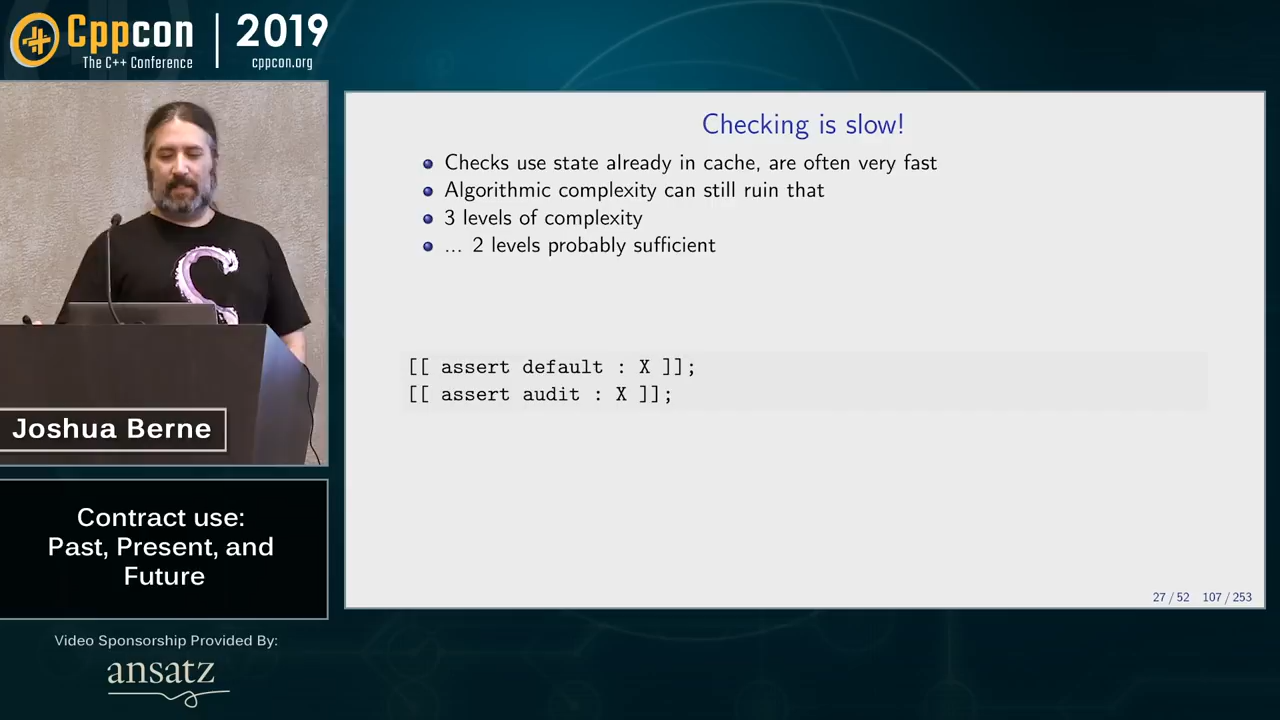 Cppcon
The C++ Conference
2019
cppcon.org
Checking is slow!
Checks use state already in cache, are often very fast
Algorithmic complexity can still ruin that
3 levels of complexity
... 2 levels probably sufficient
[[ assert default : X ]];
[[ assert audit : X ]];
27 / 52 107 / 253
Joshua Berne
Contract use:
Past, Present, and
Future
Video Sponsorship Provided By:
ansatz